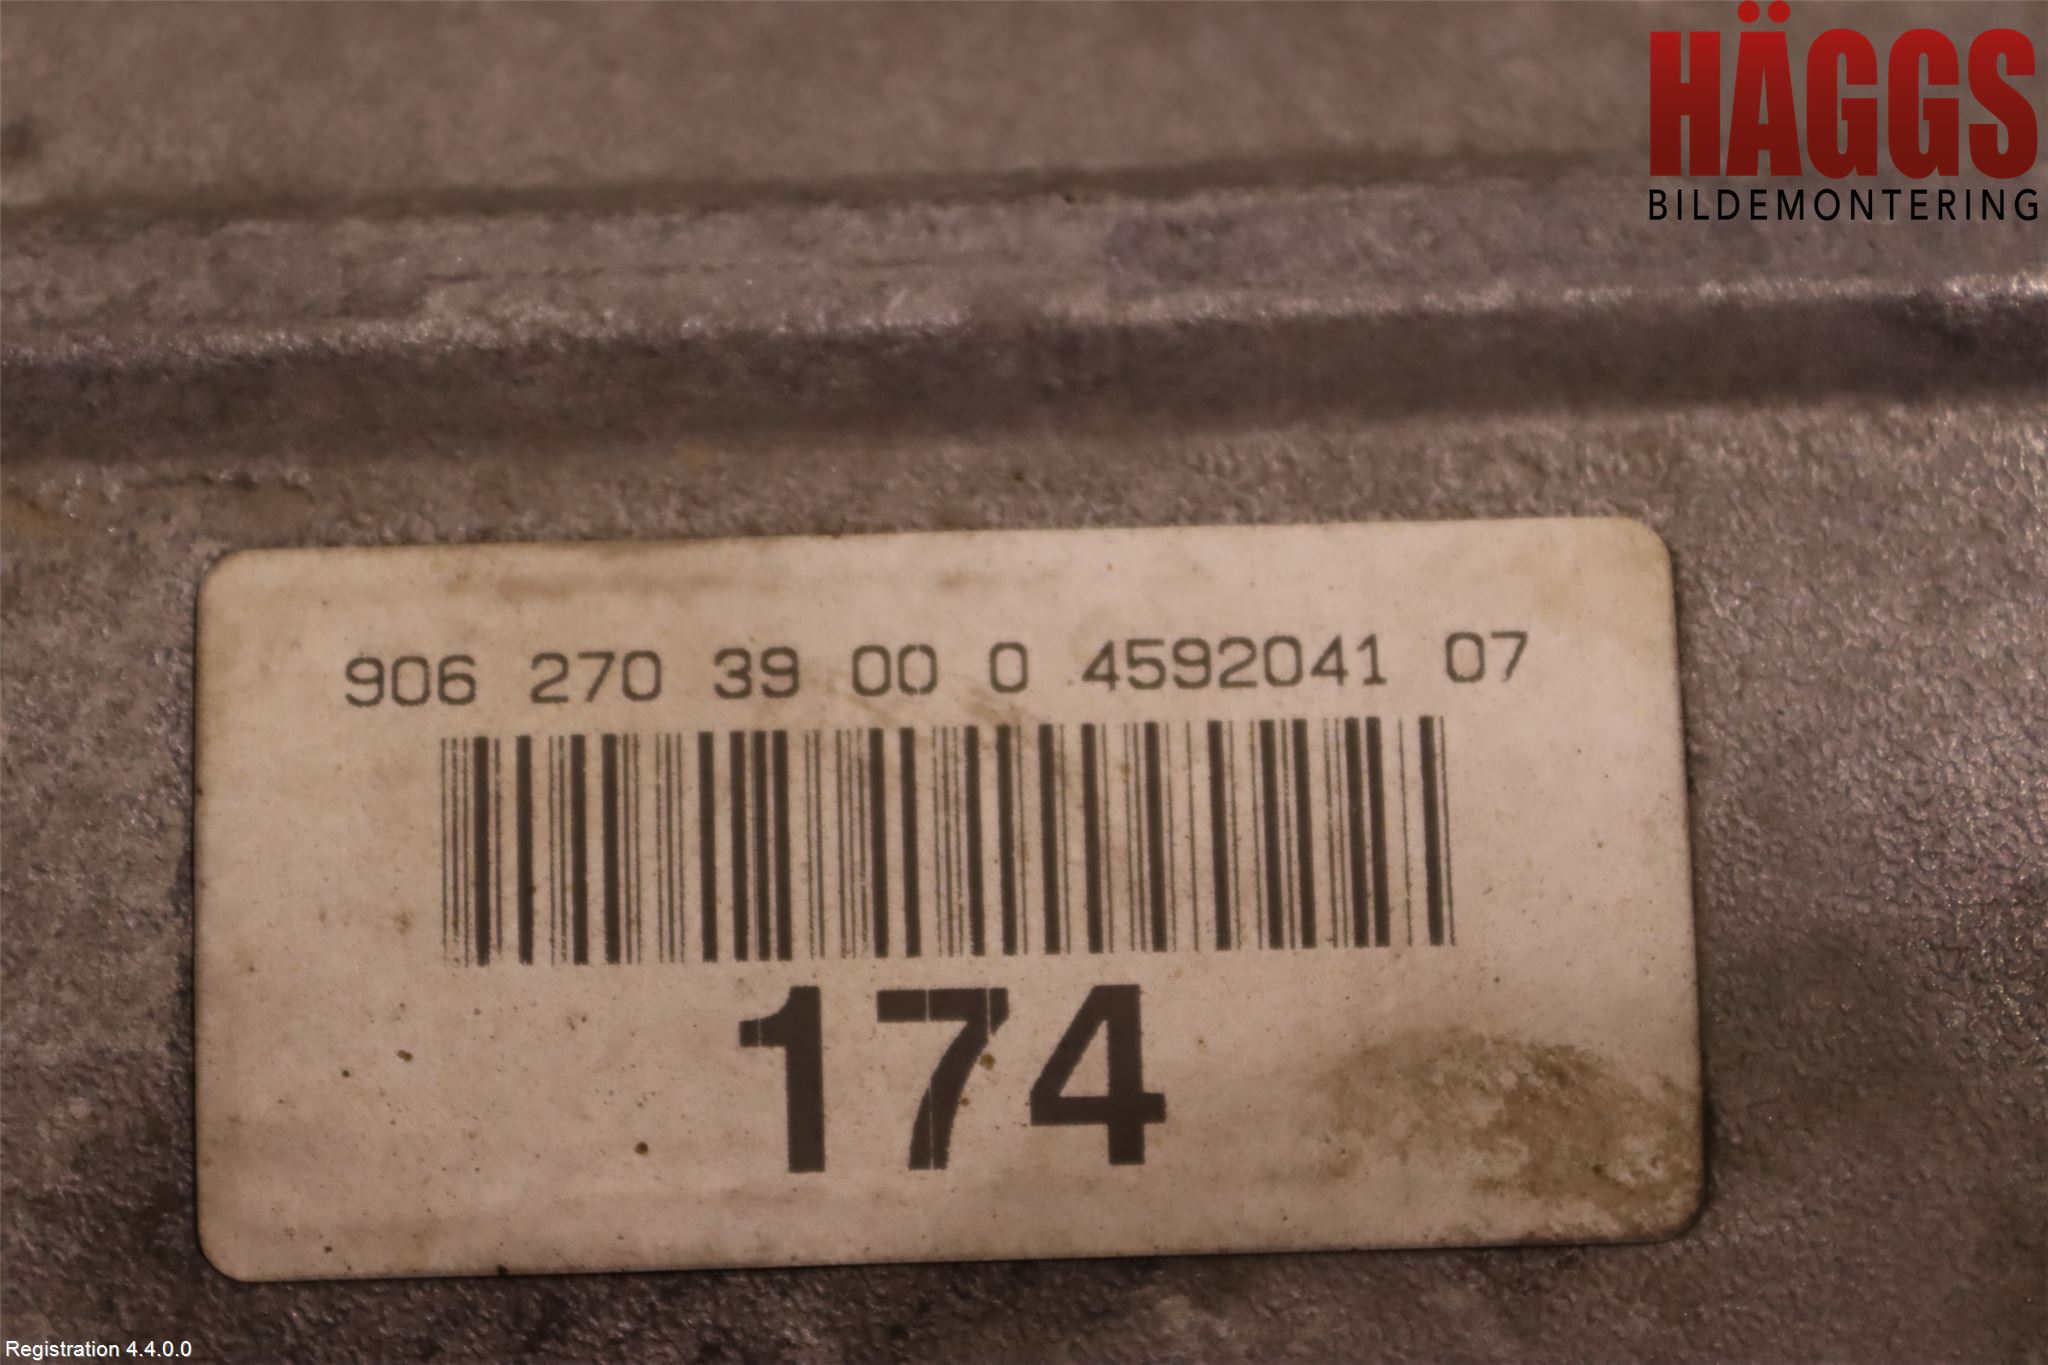 HÄGGS
BILDEMONTERING
906 270 39 00 0 4592041 07
174
Registration 4.4.0.0